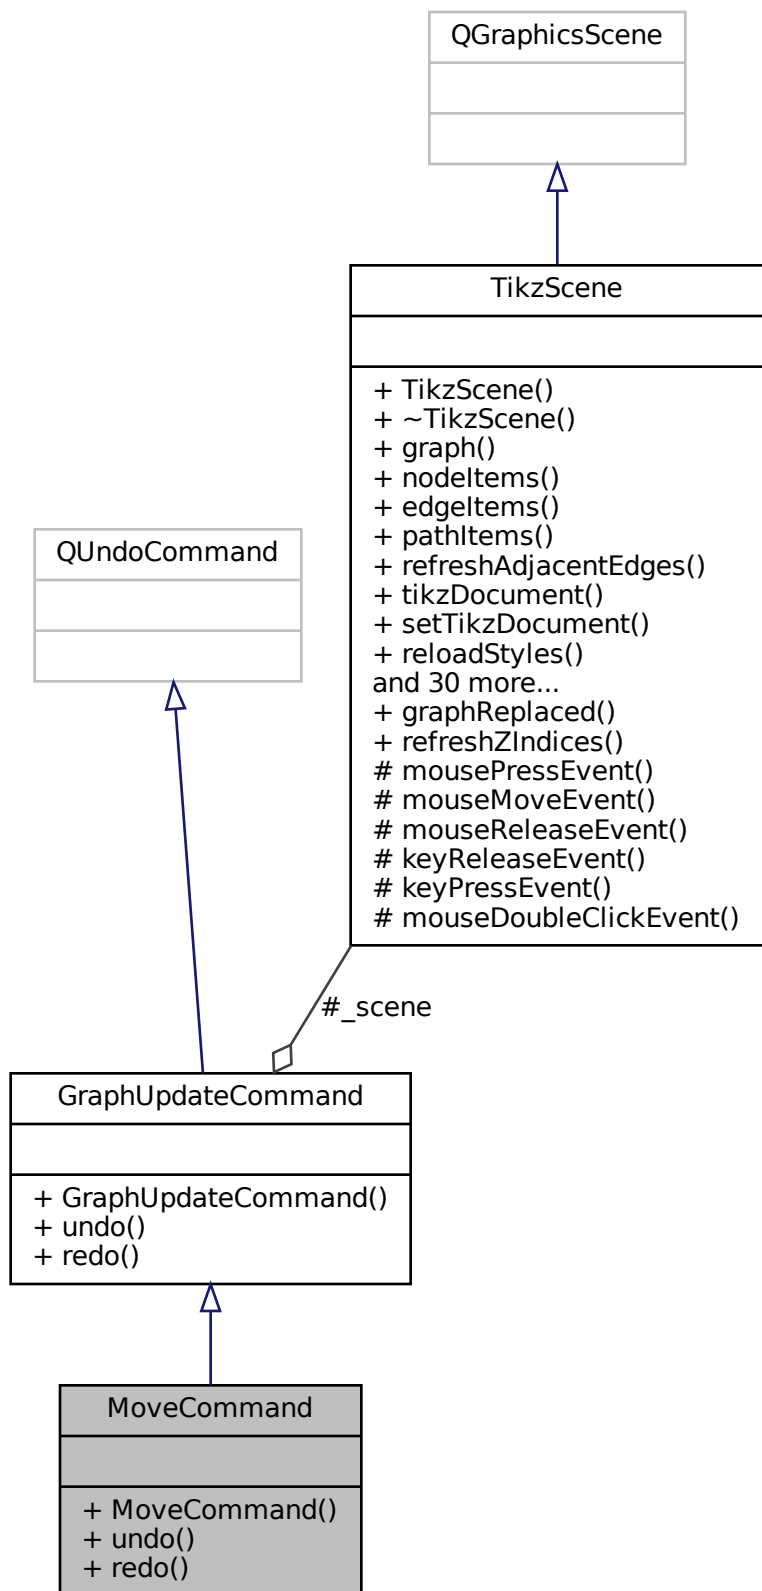 QGraphicsScene
TikzScene
+ TikzScene()
+ ~TikzScene()
+ graph()
+ nodeItems()
+ edgeItems()
+ pathItems()
+ refreshAdjacentEdges()
+ tikzDocument()
+ setTikzDocument()
+ reloadStyles()
and 30 more...
+ graphReplaced()
+ refreshZIndices()
# mousePressEvent()
# mouseMoveEvent()
# mouseReleaseEvent()
# keyReleaseEvent()
# keyPressEvent()
# mouseDoubleClickEvent()
QUndoCommand
#_scene
GraphUpdateCommand
+ GraphUpdateCommand()
+ undo()
+ redo()
MoveCommand
+ MoveCommand()
+ undo()
+ redo()